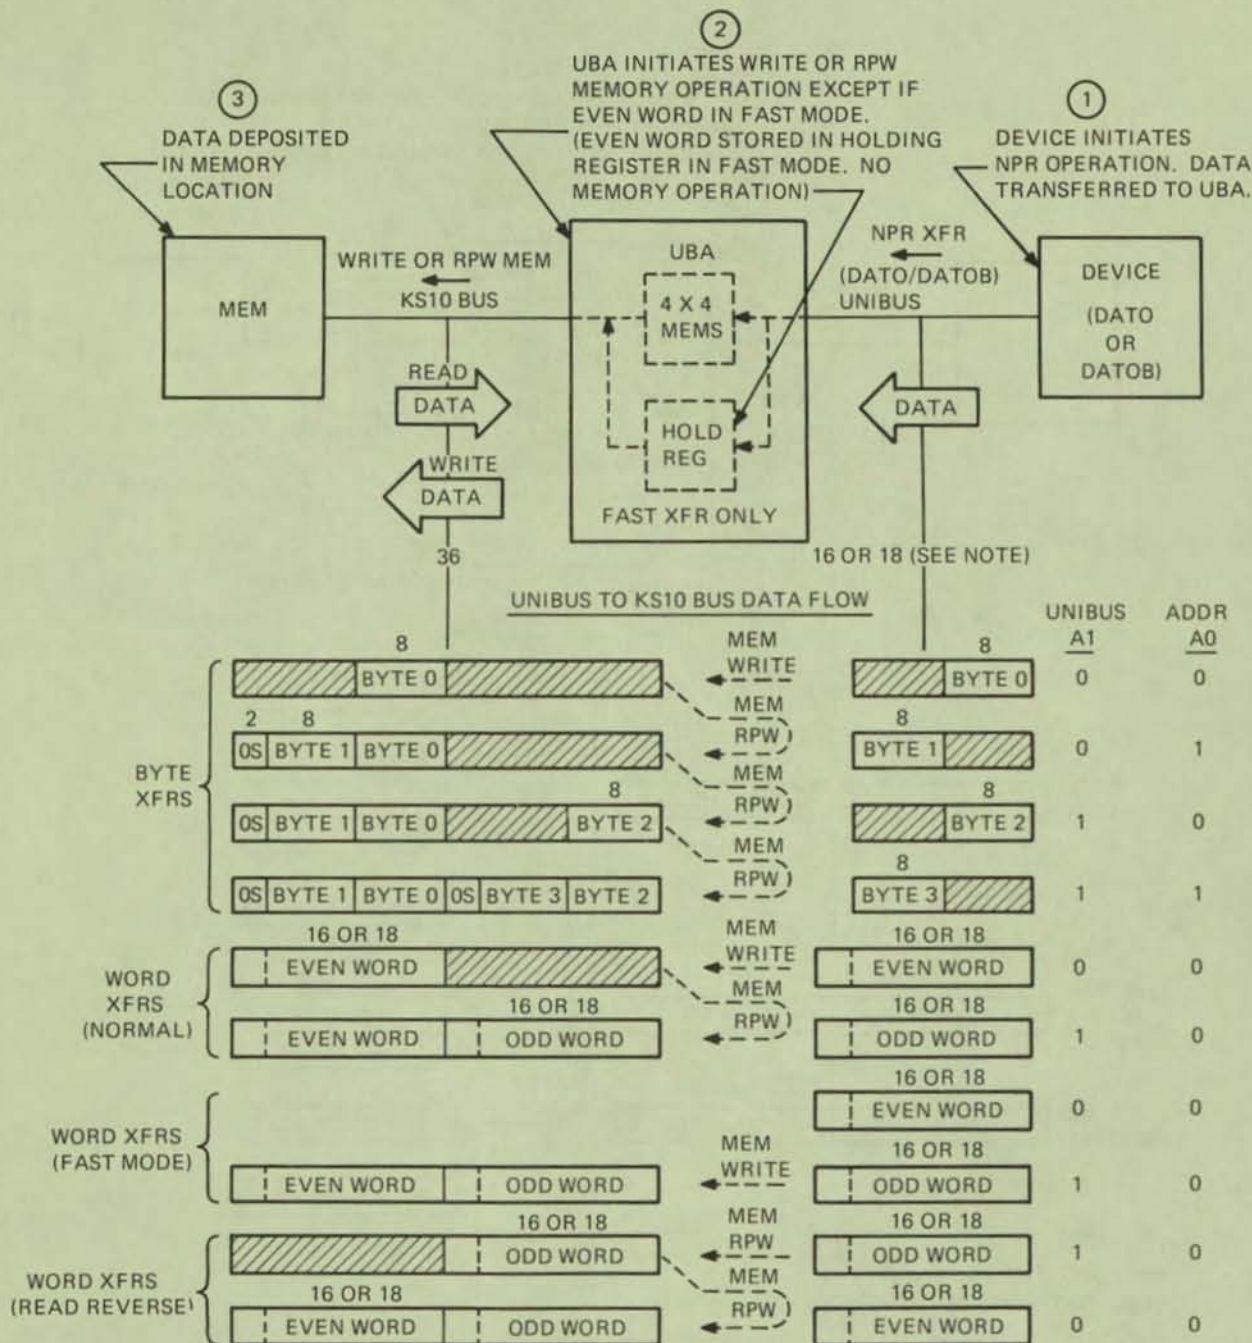 ②
UBA INITIATES WRITE OR RPW
MEMORY OPERATION EXCEPT IF
EVEN WORD IN FAST MODE.
(EVEN WORD STORED IN HOLDING
REGISTER IN FAST MODE. NO
MEMORY OPERATION)
③
DATA DEPOSITED
IN MEMORY
LOCATION
①
DEVICE INITIATES
NPR OPERATION. DATA
TRANSFERRED TO UBA.
MEM
WRITE OR RPW MEM
KS10 BUS
UBA
4 X 4
MEMS
HOLD
REG
FAST XFR ONLY
NPR XFR
(DATO/DATOB)
UNIBUS
DEVICE
(DATO
OR
DATOB)
READ
DATA
WRITE
DATA
DATA
36
16 OR 18 (SEE NOTE)
UNIBUS TO KS10 BUS DATA FLOW
UNIBUS ADDR
A1 A0
BYTE
XFRS
8 MEM 8
BYTE 0 WRITE BYTE 0 0 0
2 8 MEM 8
0S BYTE 1 BYTE 0 RPW BYTE 1 0 1
8 MEM 8
0S BYTE 1 BYTE 0 BYTE 2 RPW BYTE 2 1 0
MEM 8
0S BYTE 1 BYTE 0 0S BYTE 3 BYTE 2 RPW BYTE 3 1 1
WORD
XFRS
(NORMAL)
16 OR 18 MEM 16 OR 18
EVEN WORD WRITE EVEN WORD 0 0
16 OR 18 MEM 16 OR 18
EVEN WORD ODD WORD RPW ODD WORD 1 0
WORD XFRS
(FAST MODE)
16 OR 18
EVEN WORD 0 0
MEM 16 OR 18
EVEN WORD ODD WORD WRITE ODD WORD 1 0
WORD XFRS
(READ REVERSE)
16 OR 18 MEM 16 OR 18
ODD WORD RPW ODD WORD 1 0
16 OR 18 MEM 16 OR 18
EVEN WORD ODD WORD RPW EVEN WORD 0 0